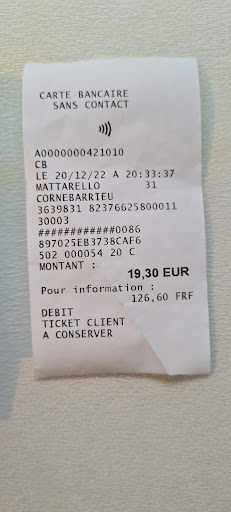 CARTE BANCAIRE
SANS CONTACT
A0000000421010
CB
LE 20/12/22 A 20:33:37
MATTARELLO 31
CORNEBARRIEU
3639831 82376625800011
30003
############0086
897025EB3738CAF6
502 000054 20 C
MONTANT :
19,30 EUR
Pour information :
126,60 FRF
DEBIT
TICKET CLIENT
A CONSERVER